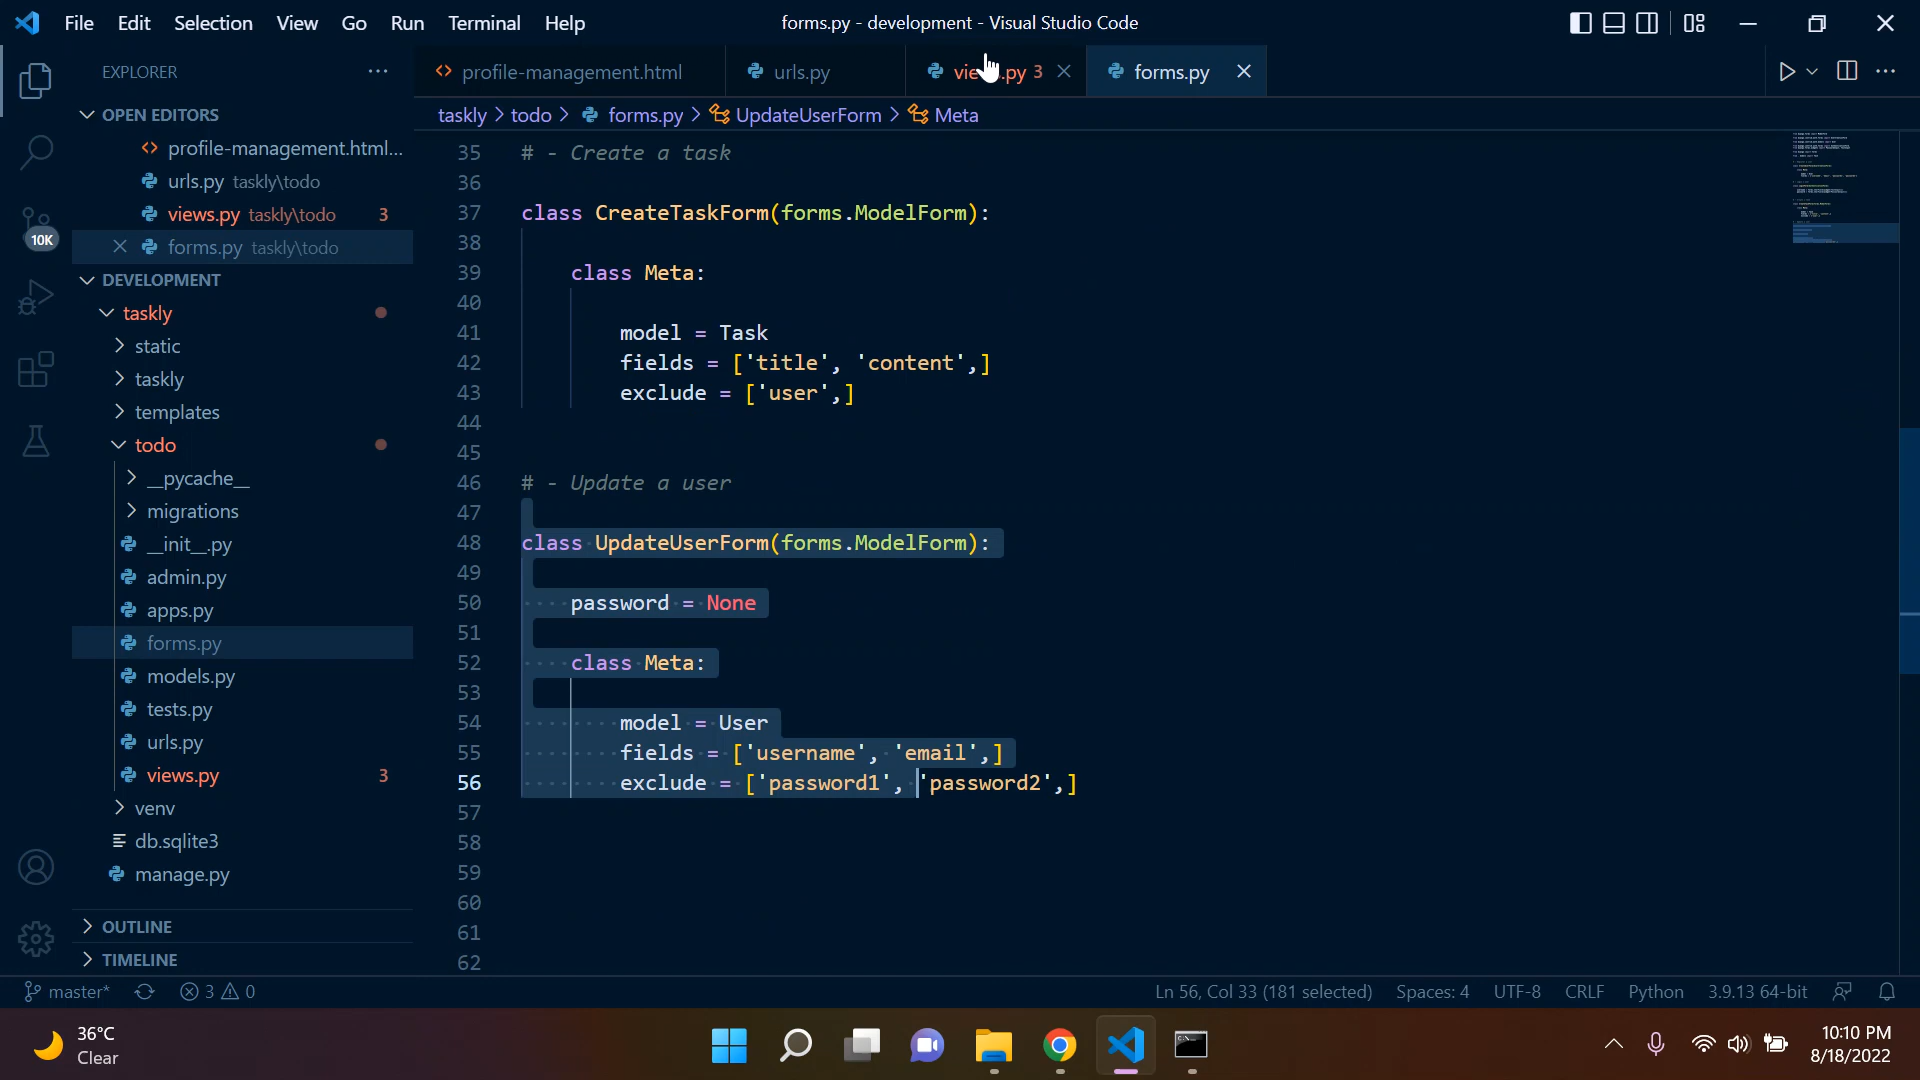 File Edit Selection View Go Run Terminal Help
forms.py - development - Visual Studio Code
EXPLORER
OPEN EDITORS
profile-management.html...
urls.py taskly\todo
views.py taskly\todo 3
forms.py taskly\todo
DEVELOPMENT
taskly
static
taskly
templates
todo
__pycache__
migrations
__init__.py
admin.py
apps.py
forms.py
models.py
tests.py
urls.py
views.py 3
venv
db.sqlite3
manage.py
OUTLINE
TIMELINE
10K
profile-management.html
urls.py
views.py 3
forms.py
taskly > todo > forms.py > UpdateUserForm > Meta
35 # - Create a task
36
37 class CreateTaskForm(forms.ModelForm):
38
39 class Meta:
40
41 model = Task
42 fields = ['title', 'content',]
43 exclude = ['user',]
44
45
46 # - Update a user
47
48 class UpdateUserForm(forms.ModelForm):
49
50 password = None
51
52 class Meta:
53
54 model = User
55 fields = ['username', 'email',]
56 exclude = ['password1', 'password2',]
57
58
59
60
61
62
master* 3 0
Ln 56, Col 33 (181 selected) Spaces: 4 UTF-8 CRLF Python 3.9.13 64-bit
36°C
Clear
10:10 PM
8/18/2022